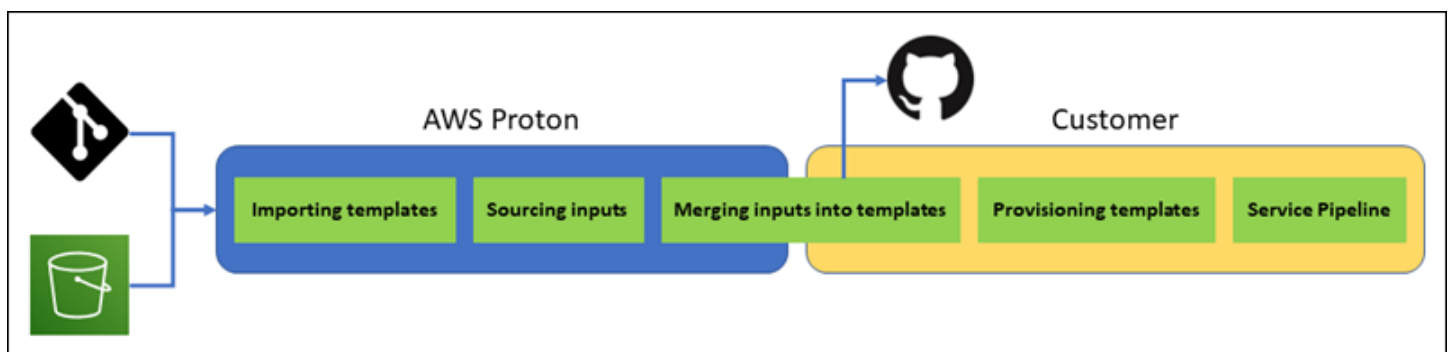 AWS Proton
Customer
Importing templates
Sourcing inputs
Merging inputs into templates
Provisioning templates
Service Pipeline